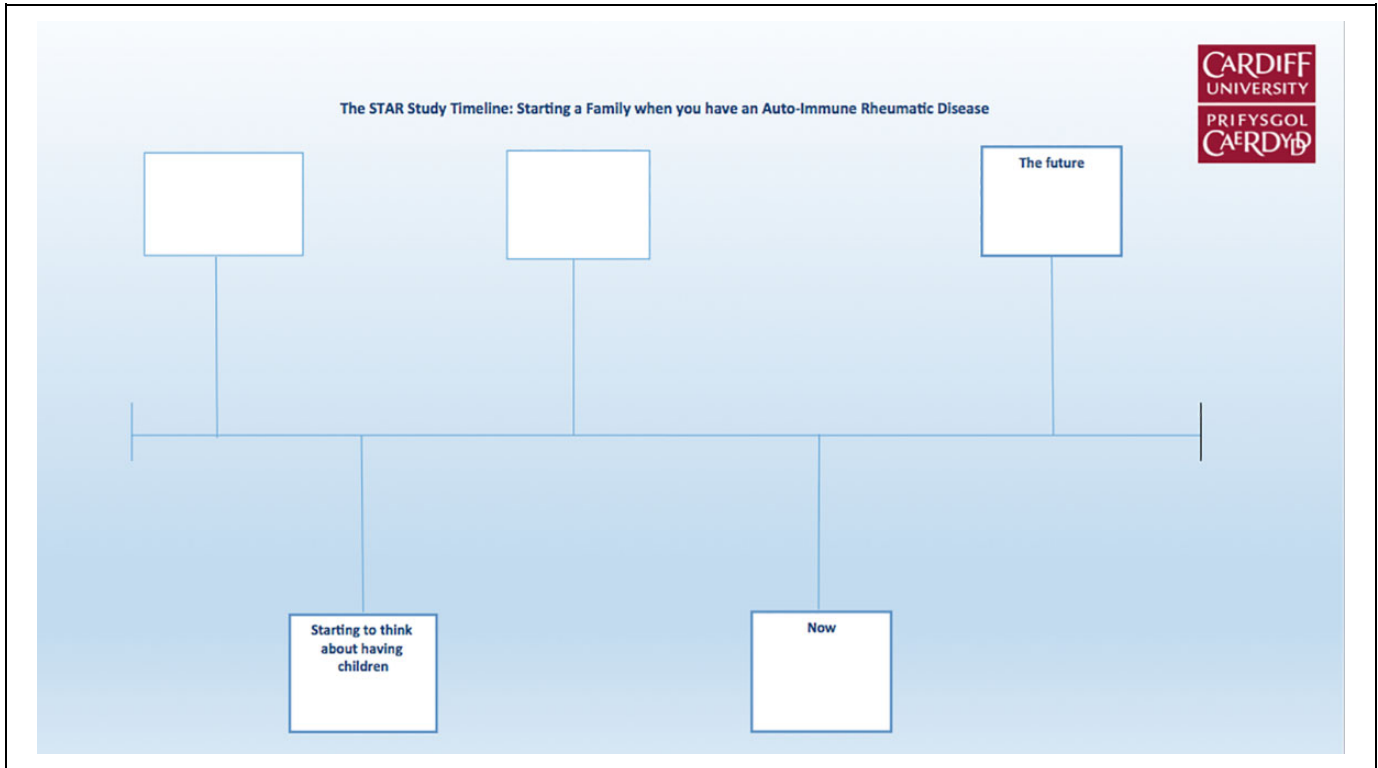 CARDIFF
UNIVERSITY
PRIFYSGOL
CAERDYDD
The STAR Study Timeline: Starting a Family when you have an Auto-Immune Rheumatic Disease
The future
Starting to think
about having
children
Now